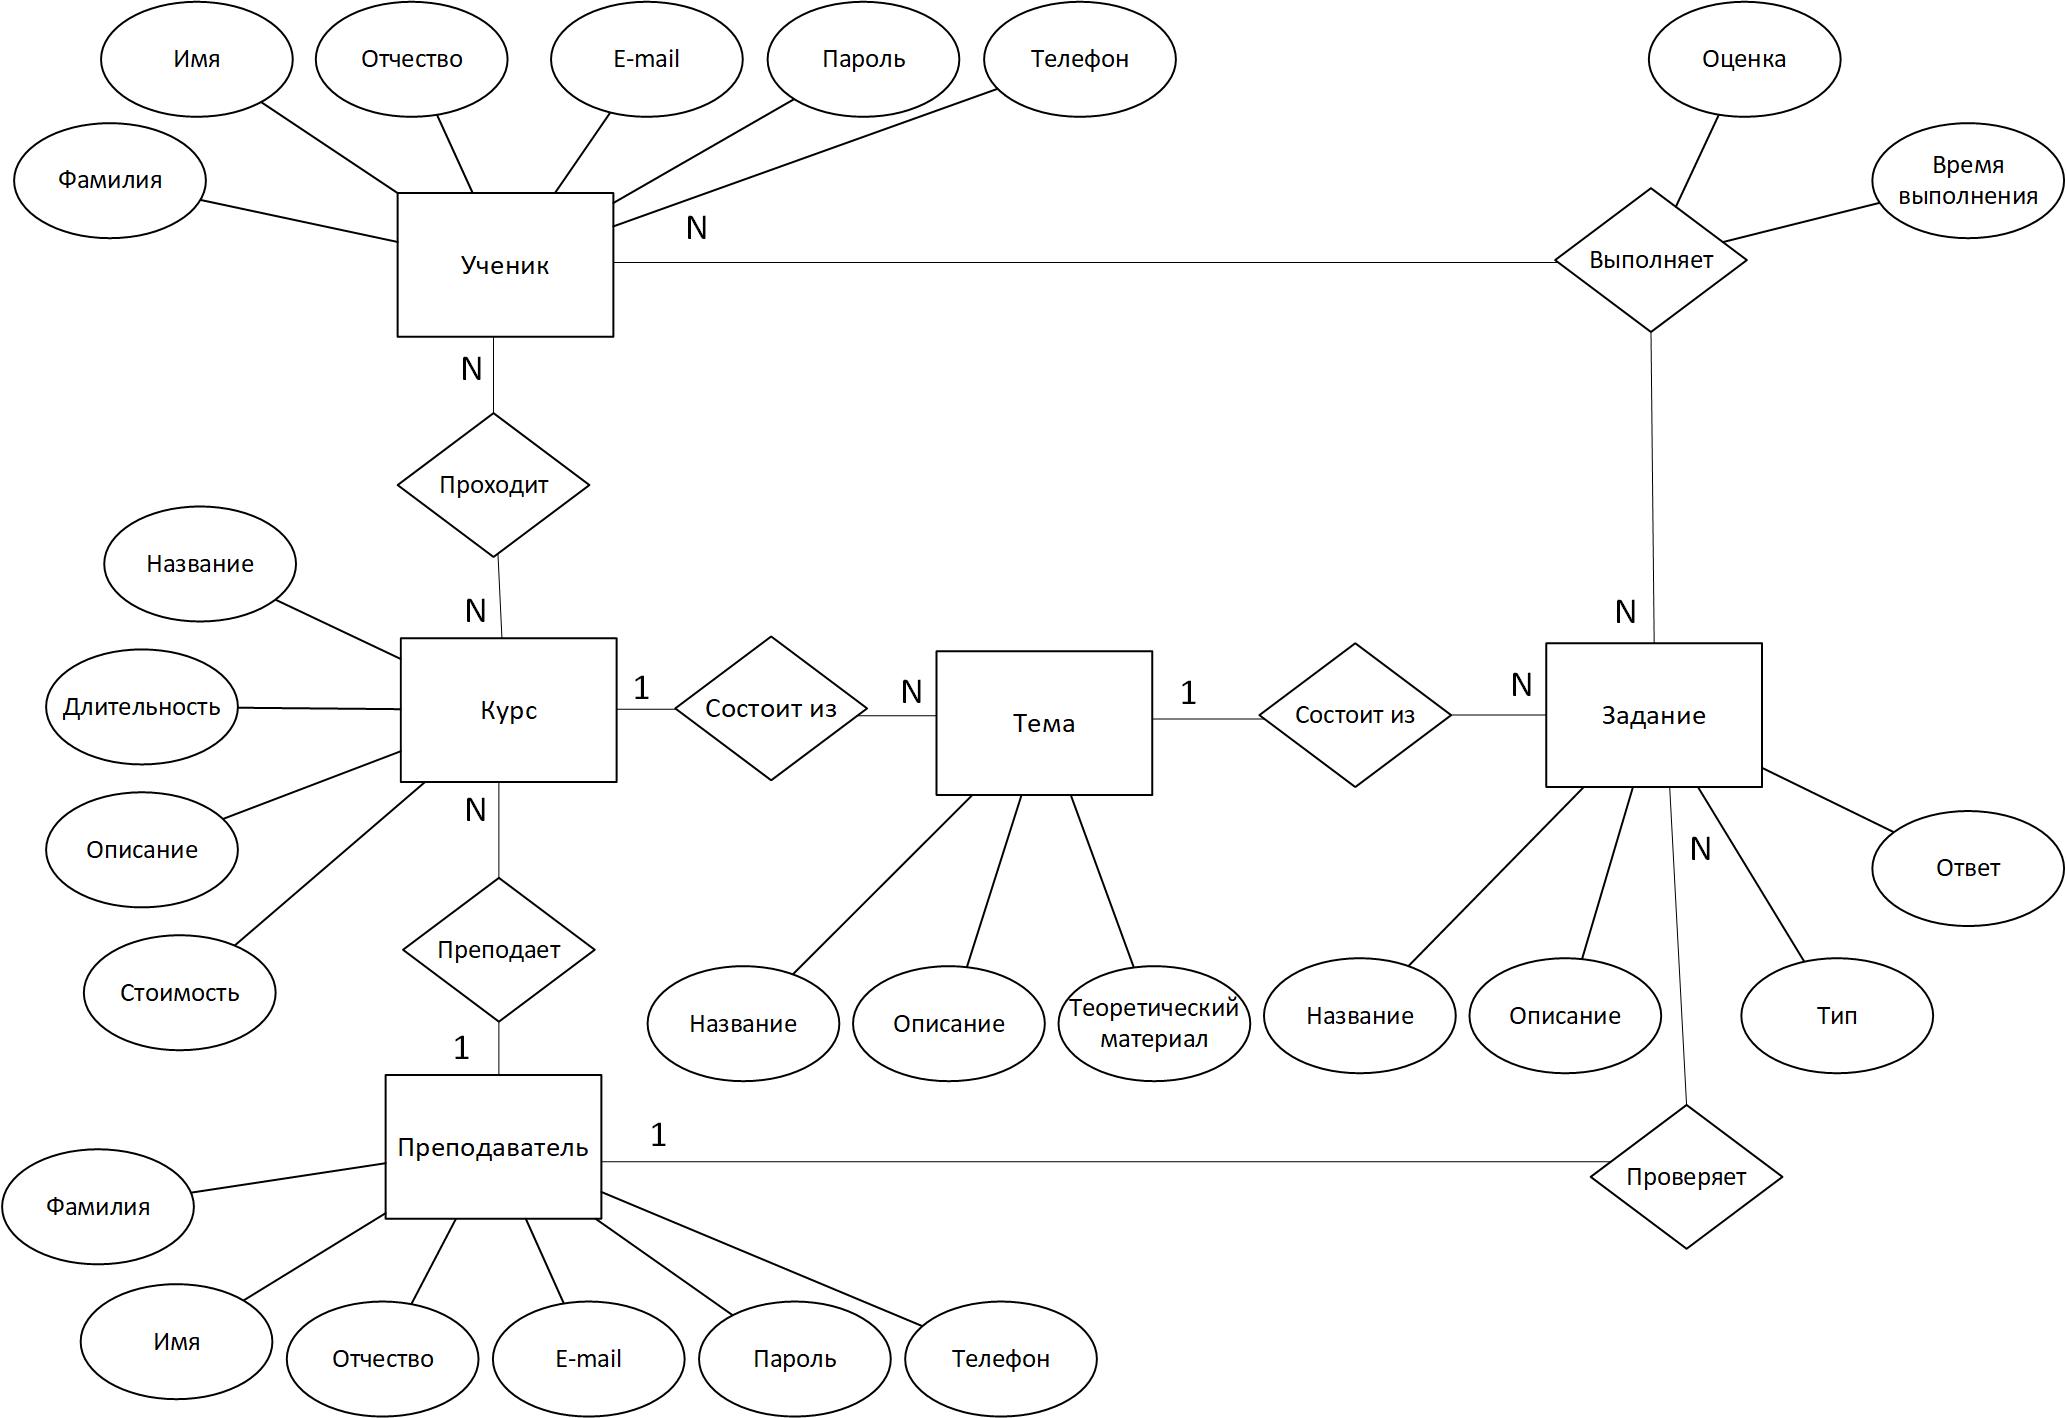 Имя
Отчество
E-mail
Пароль
Телефон
Оценка
Фамилия
Время
выполнения
N
Ученик
Выполняет
N
Проходит
Название
N
N
Длительность
Курс
1
Состоит из
N
Тема
1
Состоит из
N
Задание
N
Описание
N
Ответ
Преподает
Стоимость
Название
Описание
Теоретический
материал
Название
Описание
Тип
1
Преподаватель
1
Проверяет
Фамилия
Имя
Отчество
E-mail
Пароль
Телефон